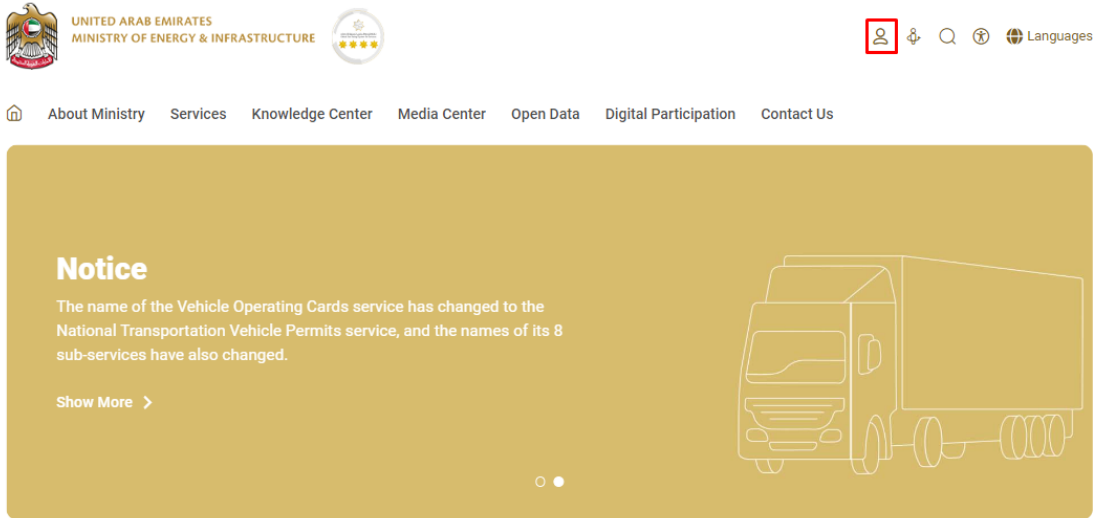 UNITED ARAB EMIRATES
MINISTRY OF ENERGY & INFRASTRUCTURE
Languages
About Ministry Services Knowledge Center Media Center Open Data Digital Participation Contact Us
Notice
The name of the Vehicle Operating Cards service has changed to the
National Transportation Vehicle Permits service, and the names of its 8
sub-services have also changed.
Show More